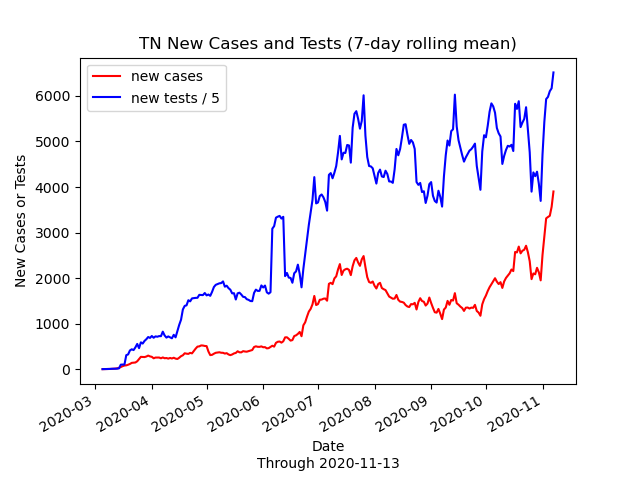 TN New Cases and Tests (7-day rolling mean)
new cases
new tests / 5
New Cases or Tests
6000
5000
4000
3000
2000
1000
0
2020-03
2020-04
2020-05
2020-06
2020-07
2020-08
2020-09
2020-10
2020-11
Date
Through 2020-11-13